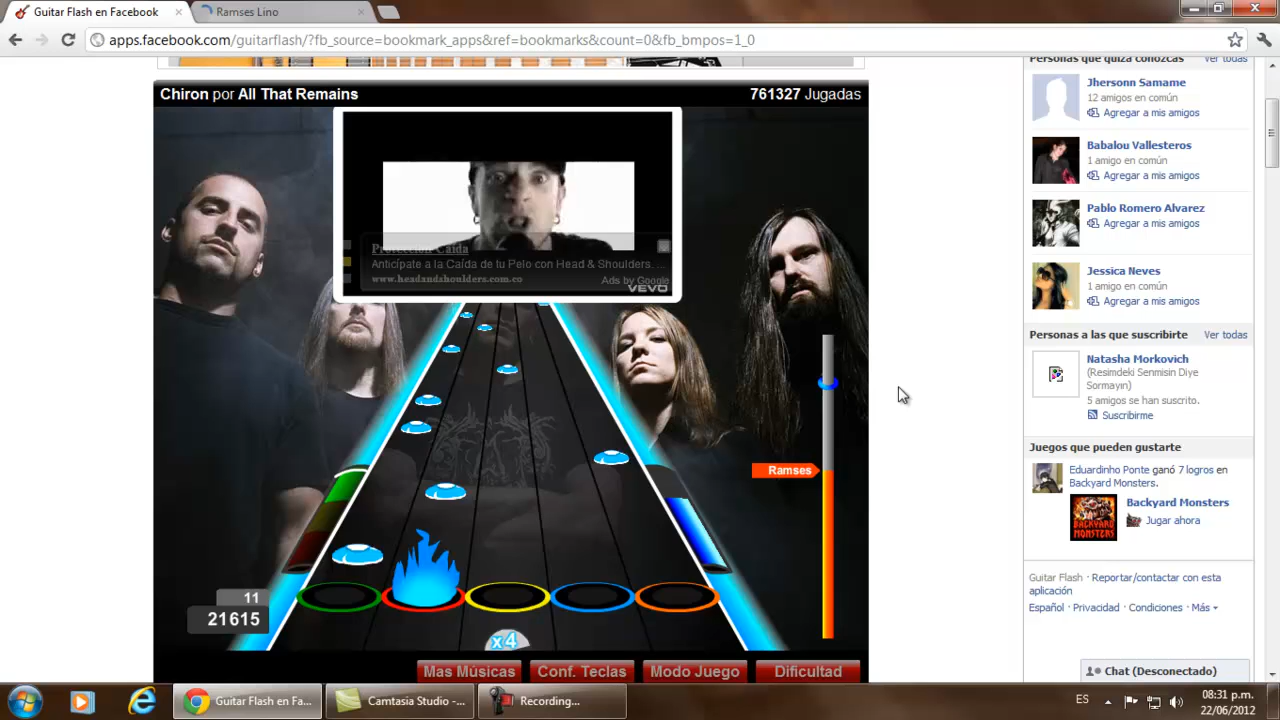 Guitar Flash en Facebook
Ramses Lino
apps.facebook.com/guitarflash/?fb_source=bookmark_apps&ref=bookmarks&count=0&fb_bmpos=1_0
Chiron por All That Remains
761327 Jugadas
Protección Caída
Anticípate a la Caída de tu Pelo con Head & Shoulders. ...
www.headandshoulders.com.co
Ads by Google
vevo
Ramses
11
21615
x4
Mas Músicas
Conf. Teclas
Modo Juego
Dificultad
Personas que quizá conozcas
Ver todas
Jhersonn Samame
12 amigos en común
Agregar a mis amigos
Babalou Vallesteros
1 amigo en común
Agregar a mis amigos
Pablo Romero Alvarez
Agregar a mis amigos
Jessica Neves
1 amigo en común
Agregar a mis amigos
Personas a las que suscribirte
Ver todas
Natasha Morkovich
(Resimdeki Senmisin Diye
Sormayın)
5 amigos se han suscrito.
Suscribirme
Juegos que pueden gustarte
Eduardinho Ponte ganó 7 logros en
Backyard Monsters.
BACKYARD
MONSTERS
Backyard Monsters
Jugar ahora
Guitar Flash · Reportar/contactar con esta
aplicación
Español · Privacidad · Condiciones · Más
Chat (Desconectado)
Guitar Flash en Fa...
Camtasia Studio -...
Recording...
ES
08:31 p.m.
22/06/2012